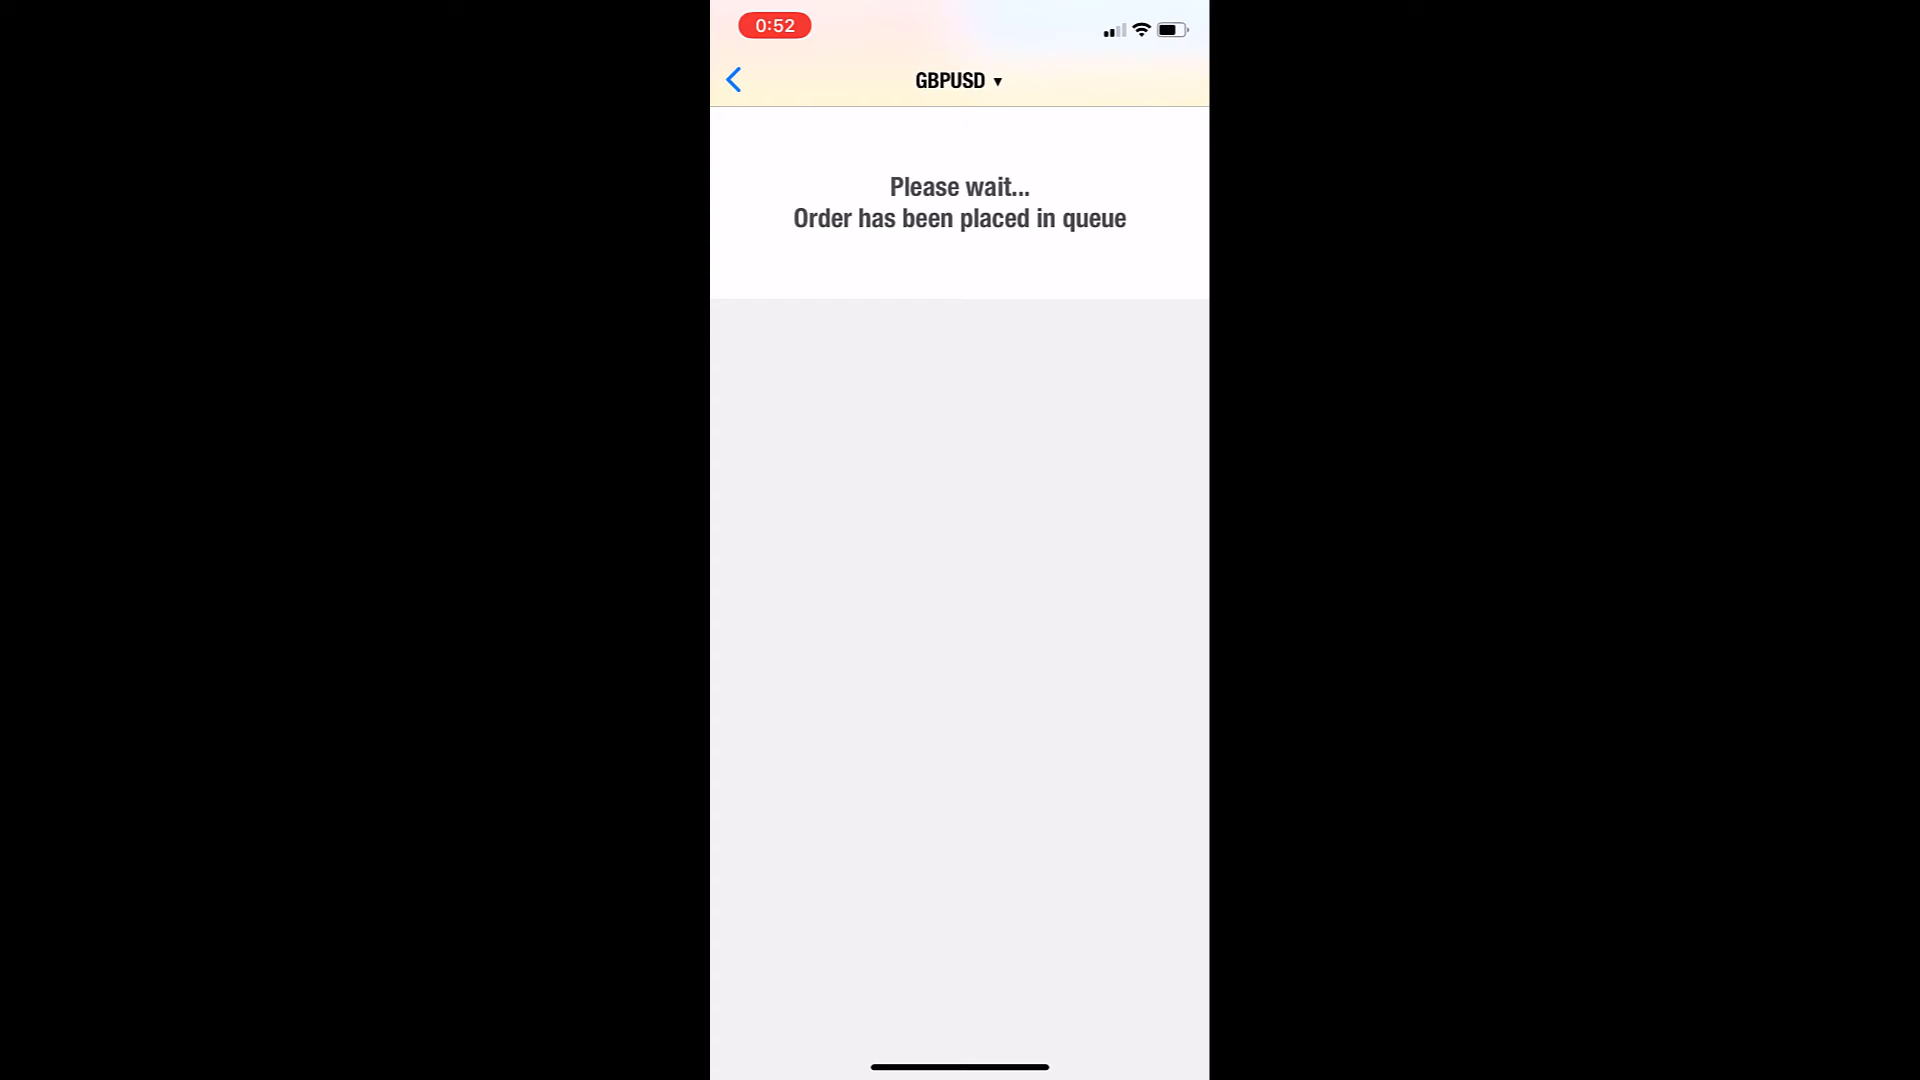 0:52
GBPUSD ▼
Please wait...
Order has been placed in queue